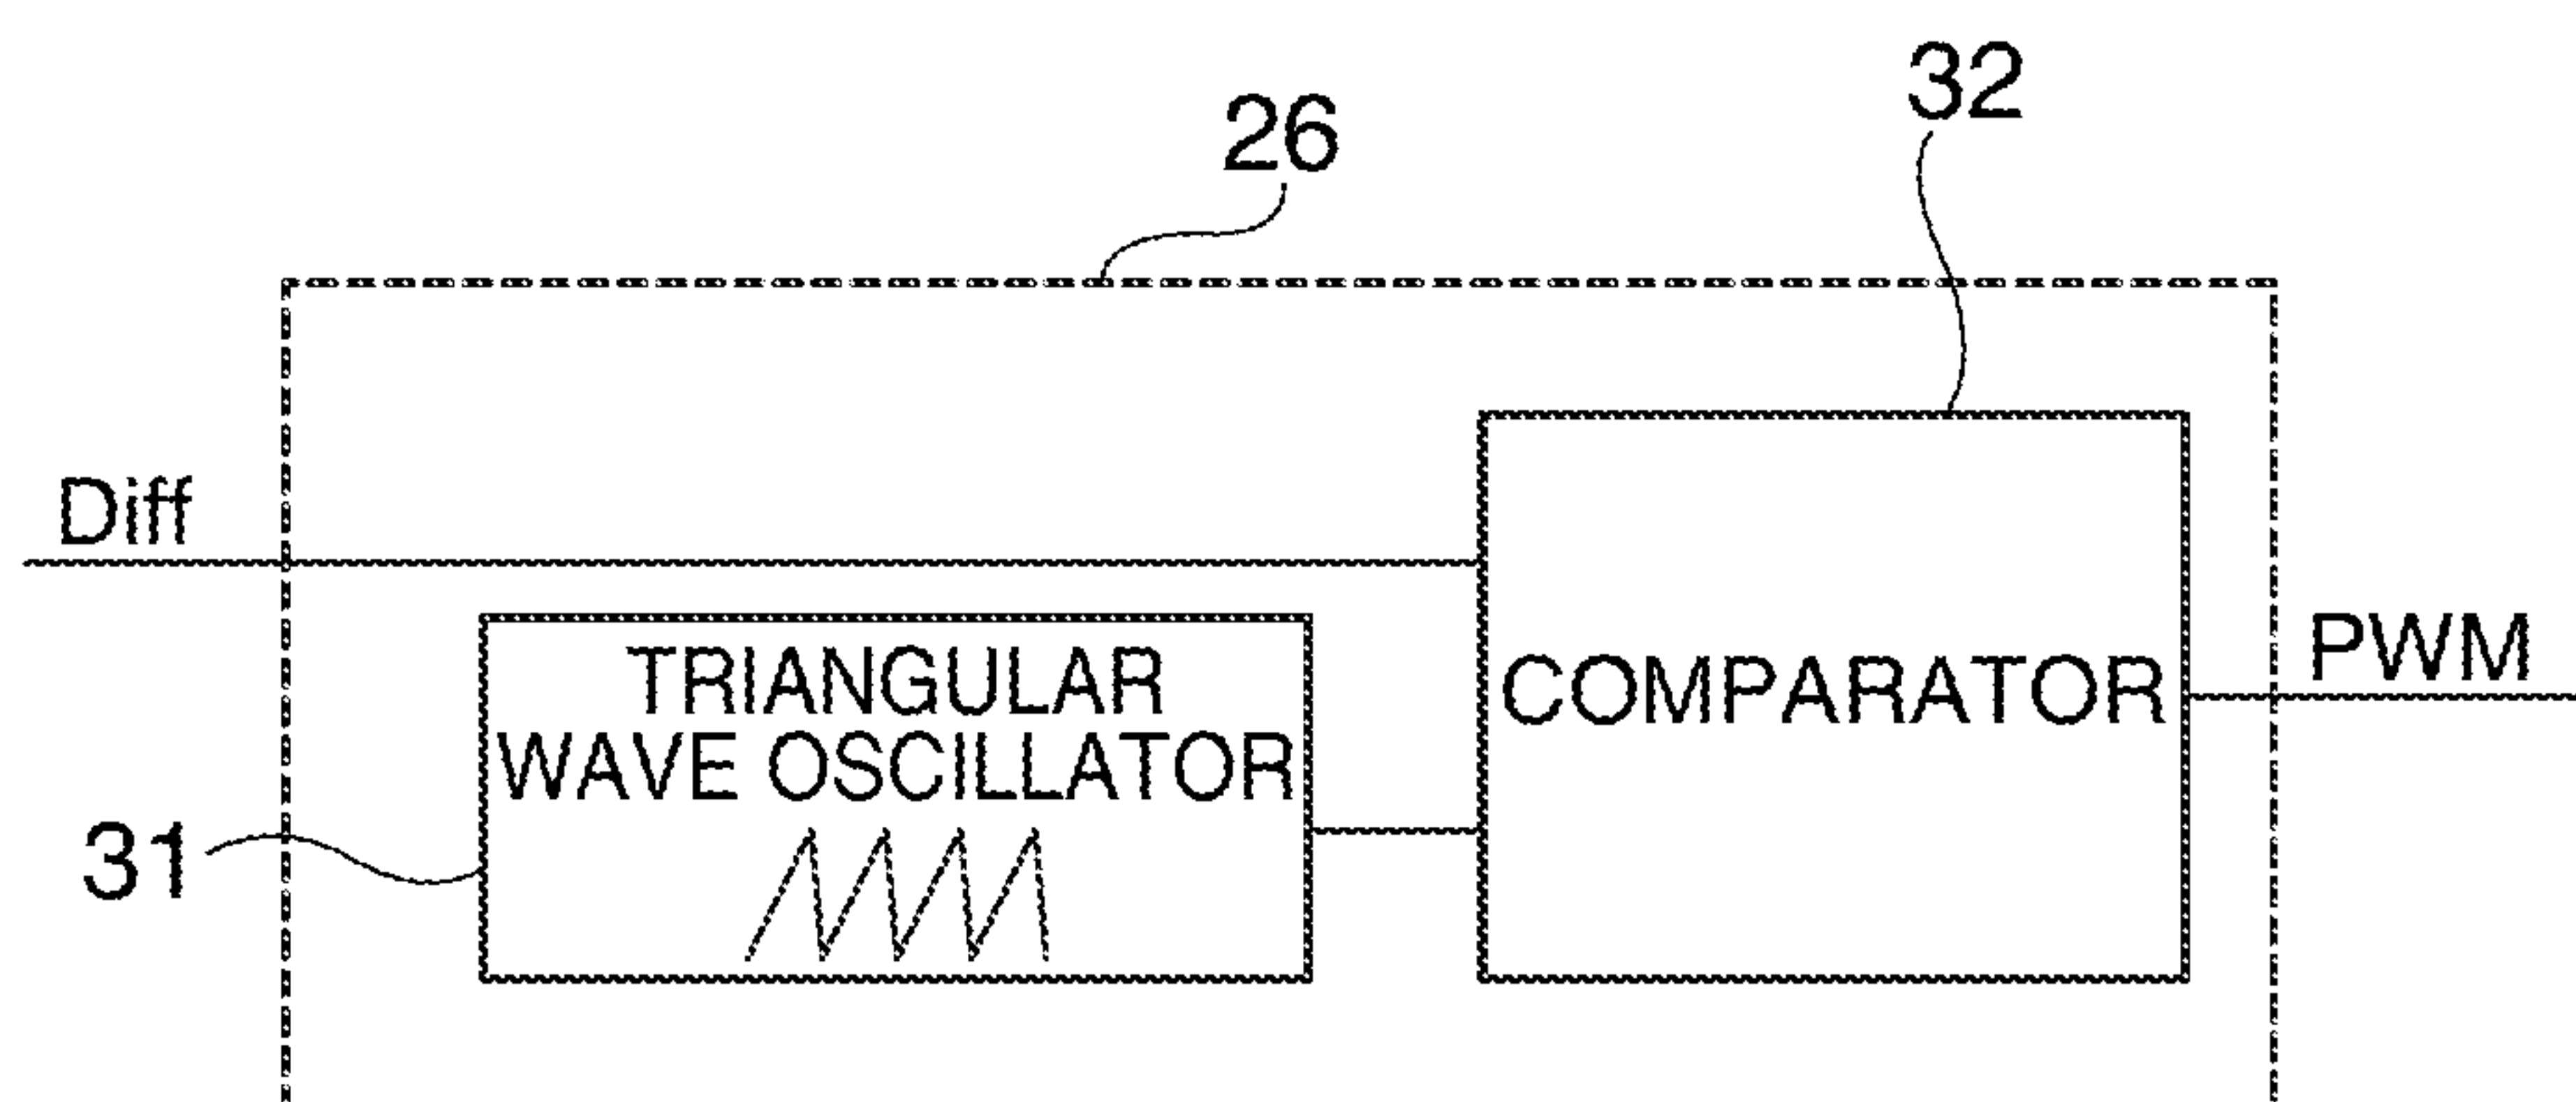 32
26
Diff
TRIANGULAR
WAVE OSCILLATOR
COMPARATOR
PWM
31